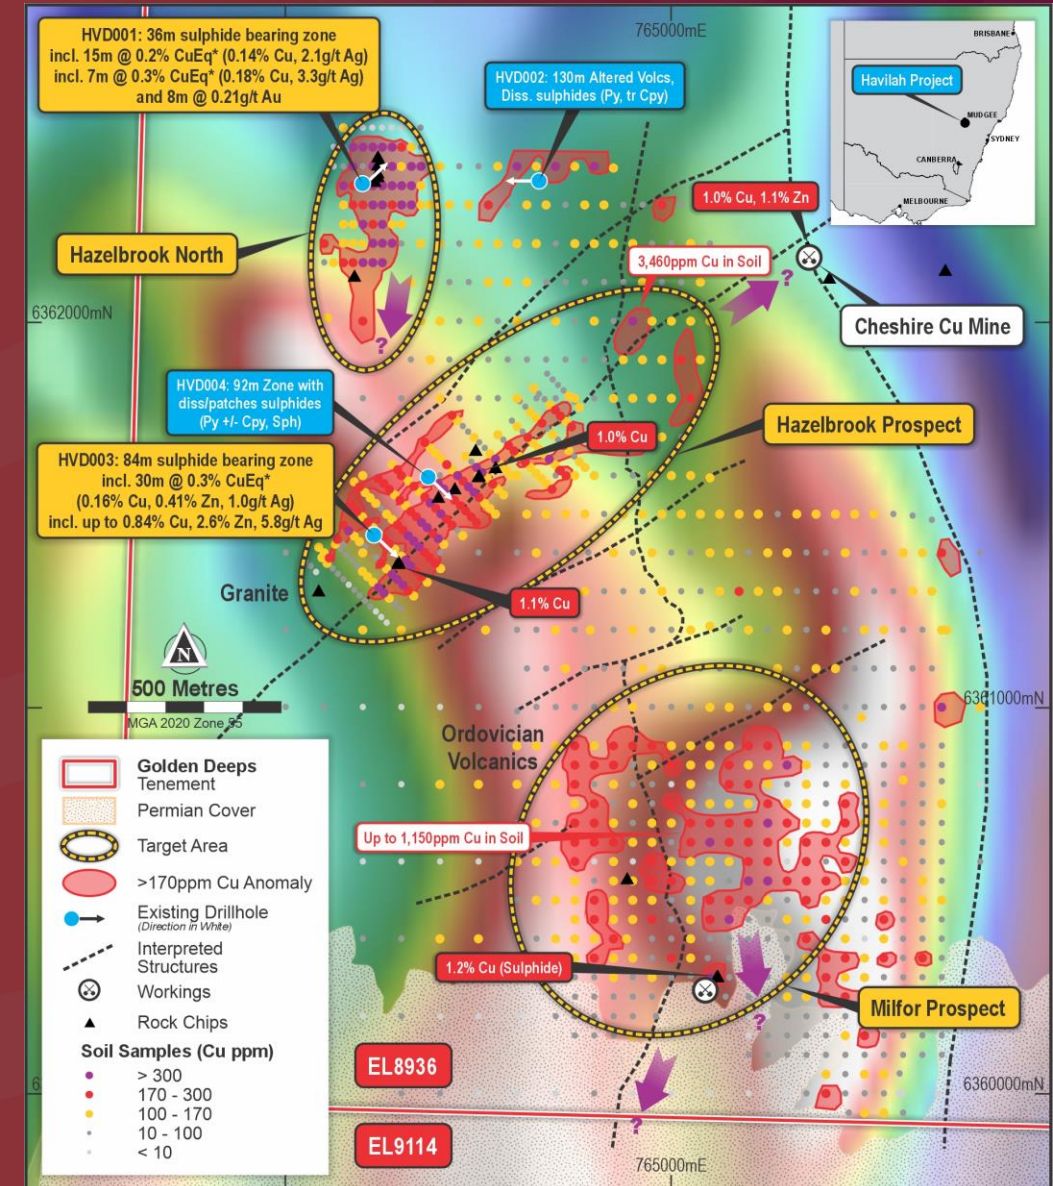 HVD001: 36m sulphide bearing zone
incl. 15m @ 0.2% CuEq* (0.14% Cu, 2.1g/t Ag)
incl. 7m @ 0.3% CuEq* (0.18% Cu, 3.3g/t Ag)
and 8m @ 0.21g/t Au
765000mE
HVD002: 130m Altered Volcs,
Diss. sulphides (Py, tr Cpy)
BRISBANE
Havilah Project
MUDGEE
SYDNEY
CANBERRA
MELBOURNE
1.0% Cu, 1.1% Zn
Hazelbrook North
3,460ppm Cu in Soil
?
6362000mN
Cheshire Cu Mine
?
HVD004: 92m Zone with
diss/patches sulphides
(Py +/- Cpy, Sph)
Hazelbrook Prospect
1.0% Cu
HVD003: 84m sulphide bearing zone
incl. 30m @ 0.3% CuEq*
(0.16% Cu, 0.41% Zn, 1.0g/t Ag)
incl. up to 0.84% Cu, 2.6% Zn, 5.8g/t Ag
Granite
1.1% Cu
N
500 Metres
MGA 2020 Zone 55
6361000mN
Ordovician
Volcanics
Golden Deeps
Tenement
Permian Cover
Target Area
>170ppm Cu Anomaly
Existing Drillhole
(Direction in White)
Interpreted
Structures
Workings
Rock Chips
Soil Samples (Cu ppm)
> 300
170 - 300
100 - 170
10 - 100
< 10
Up to 1,150ppm Cu in Soil
1.2% Cu (Sulphide)
Milfor Prospect
?
EL8936
6360000mN
?
EL9114
765000mE